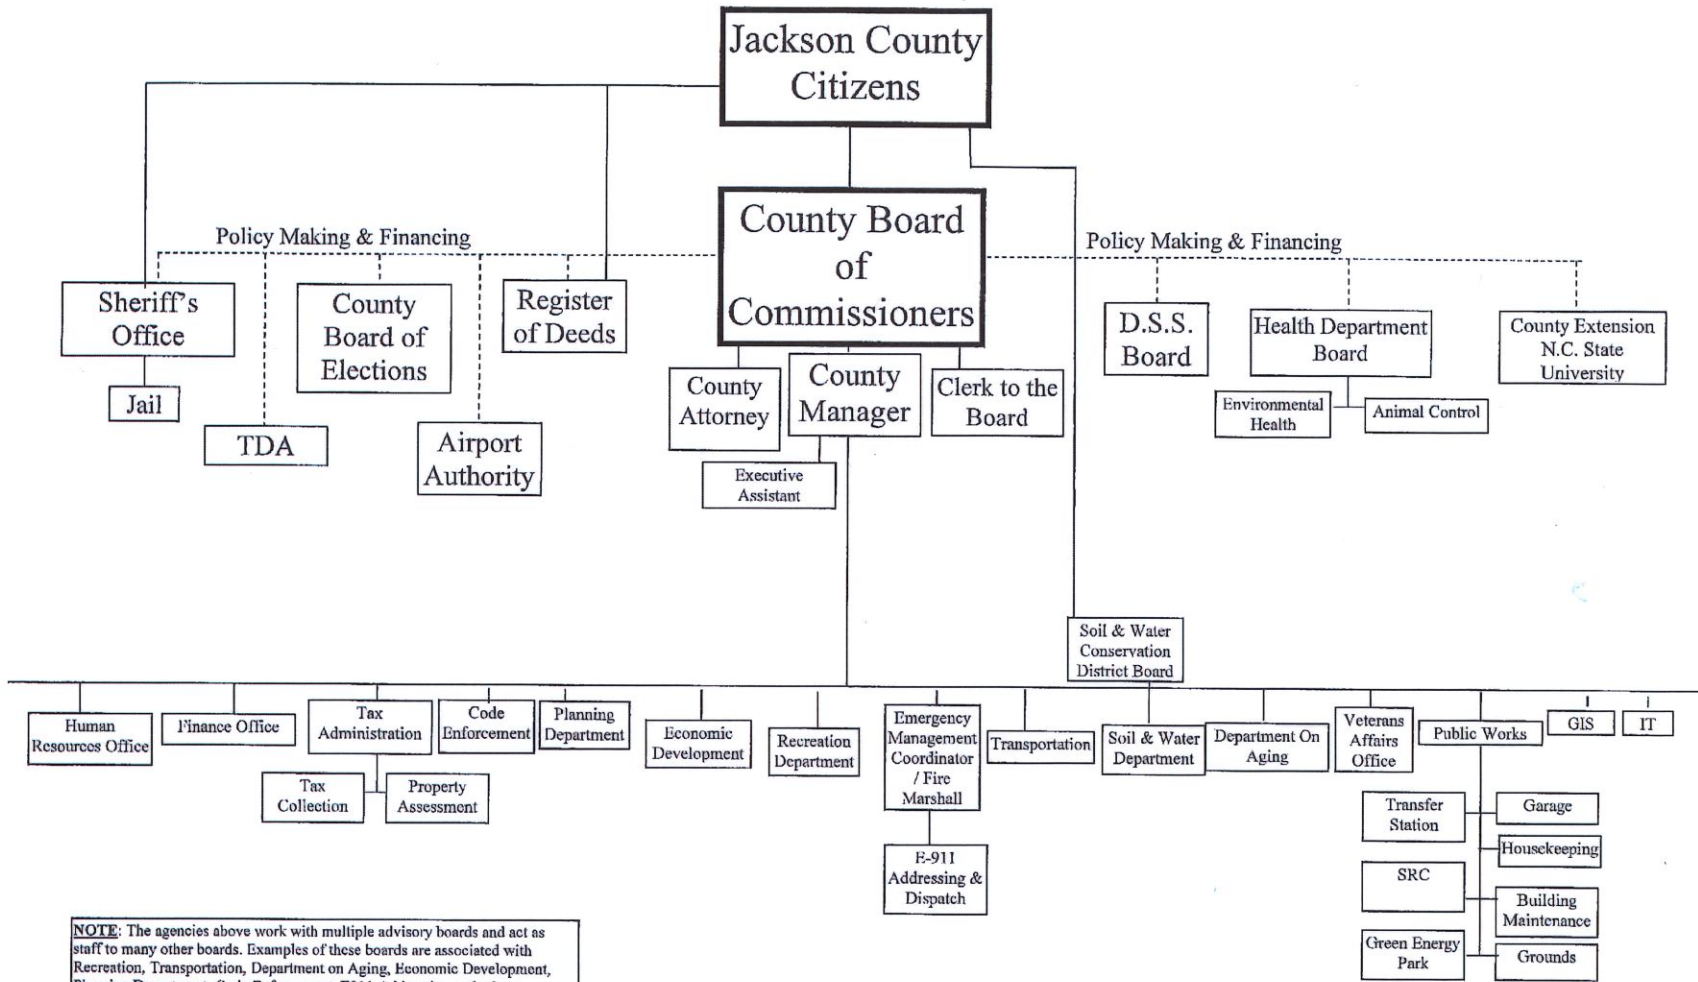 Jackson County
Citizens
County Board
of
Commissioners
Policy Making & Financing
Policy Making & Financing
Sheriff's
Office
Jail
TDA
County
Board of
Elections
Airport
Authority
Register
of Deeds
County
Attorney
County
Manager
Clerk to the
Board
Executive
Assistant
D.S.S.
Board
Health Department
Board
Environmental
Health
Animal Control
County Extension
N.C. State
University
Soil & Water
Conservation
District Board
Human
Resources Office
Finance Office
Tax
Administration
Tax
Collection
Property
Assessment
Code
Enforcement
Planning
Department
Economic
Development
Recreation
Department
Emergency
Management
Coordinator
/ Fire
Marshall
E-911
Addressing &
Dispatch
Transportation
Soil & Water
Department
Department On
Aging
Veterans
Affairs
Office
Public Works
GIS
IT
Transfer
Station
Garage
Housekeeping
SRC
Building
Maintenance
Green Energy
Park
Grounds
NOTE: The agencies above work with multiple advisory boards and act as
staff to many other boards. Examples of these boards are associated with
Recreation, Transportation, Department on Aging, Economic Development,